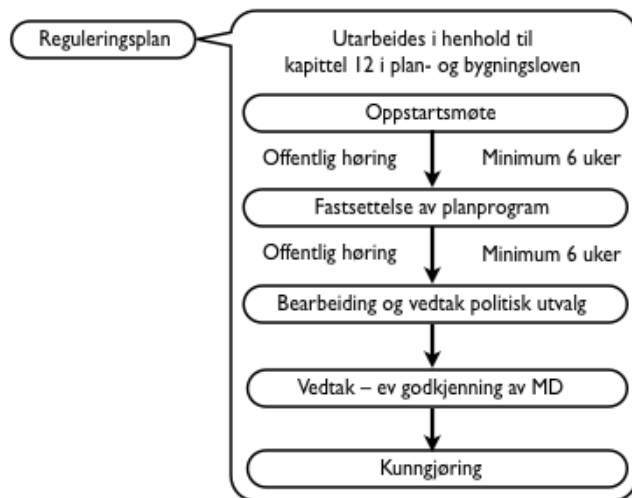 Reguleringsplan
Utarbeides i henhold til
kapittel 12 i plan- og bygningsloven
Oppstartsmøte
Offentlig høring Minimum 6 uker
Fastsettelse av planprogram
Offentlig høring Minimum 6 uker
Bearbeiding og vedtak politisk utvalg
Vedtak – ev godkjenning av MD
Kunngjøring